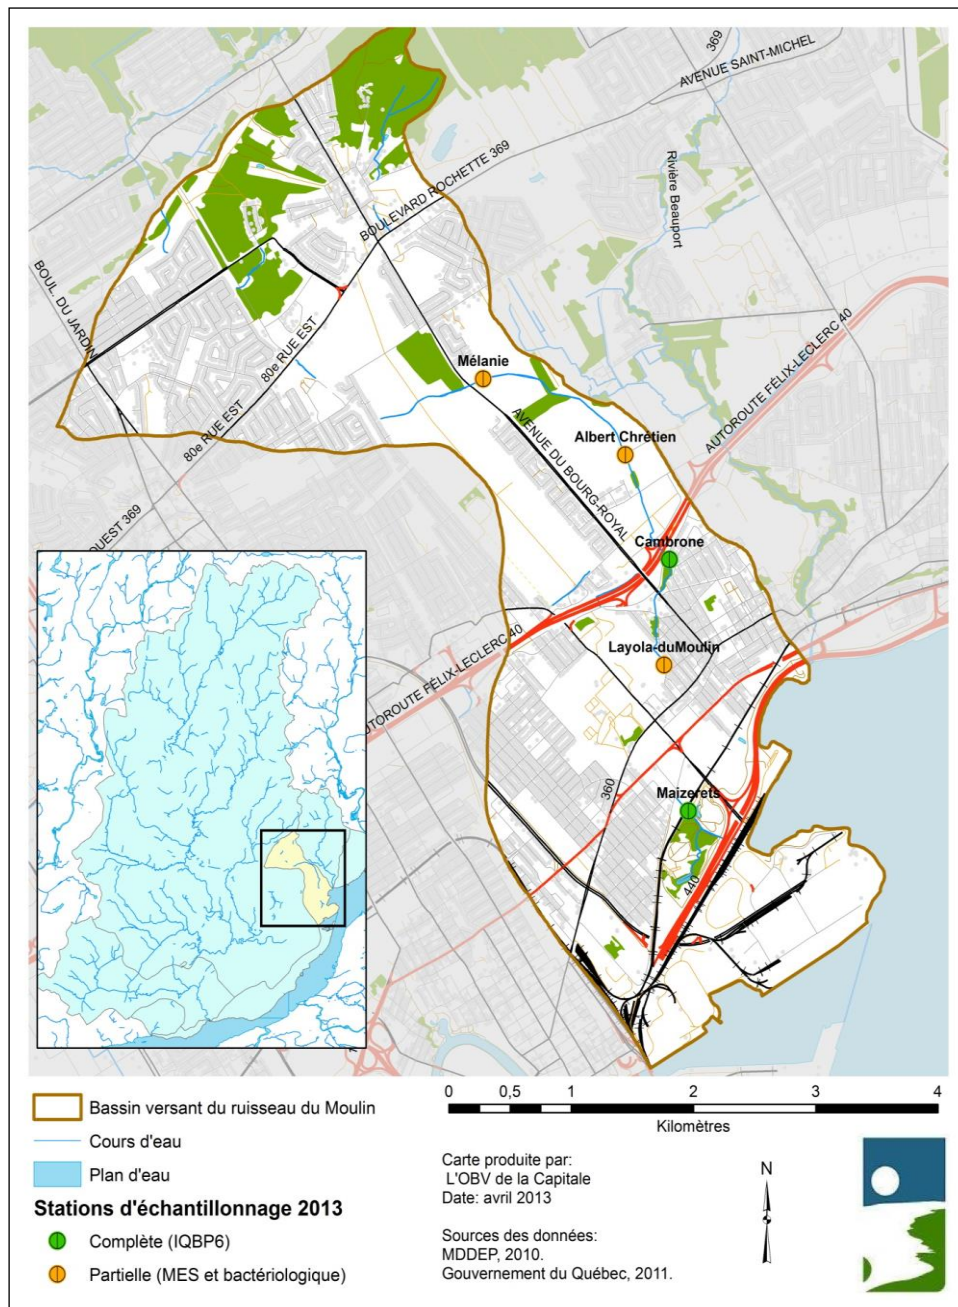 369
AVENUE SAINT-MICHEL
Rivière Beauport
BOULEVARD ROCHETTE 369
BOUL. DU JARDIN
80e RUE EST
80e RUE EST
AUTOROUTE FÉLIX-LECLERC 40
Mélanie
AVENUE DU BOURG-ROYAL
Albert Chrétien
OUEST 369
Cambrone
Layola-duMoulin
AUTOROUTE FÉLIX-LECLERC 40
360
Maizerets
440
Bassin versant du ruisseau du Moulin
Cours d'eau
Plan d'eau
Stations d'échantillonnage 2013
Complète (IQBP6)
Partielle (MES et bactériologique)
0 0,5 1 2 3 4
Kilomètres
Carte produite par:
L'OBV de la Capitale
Date: avril 2013
Sources des données:
MDDEP, 2010.
Gouvernement du Québec, 2011.
N